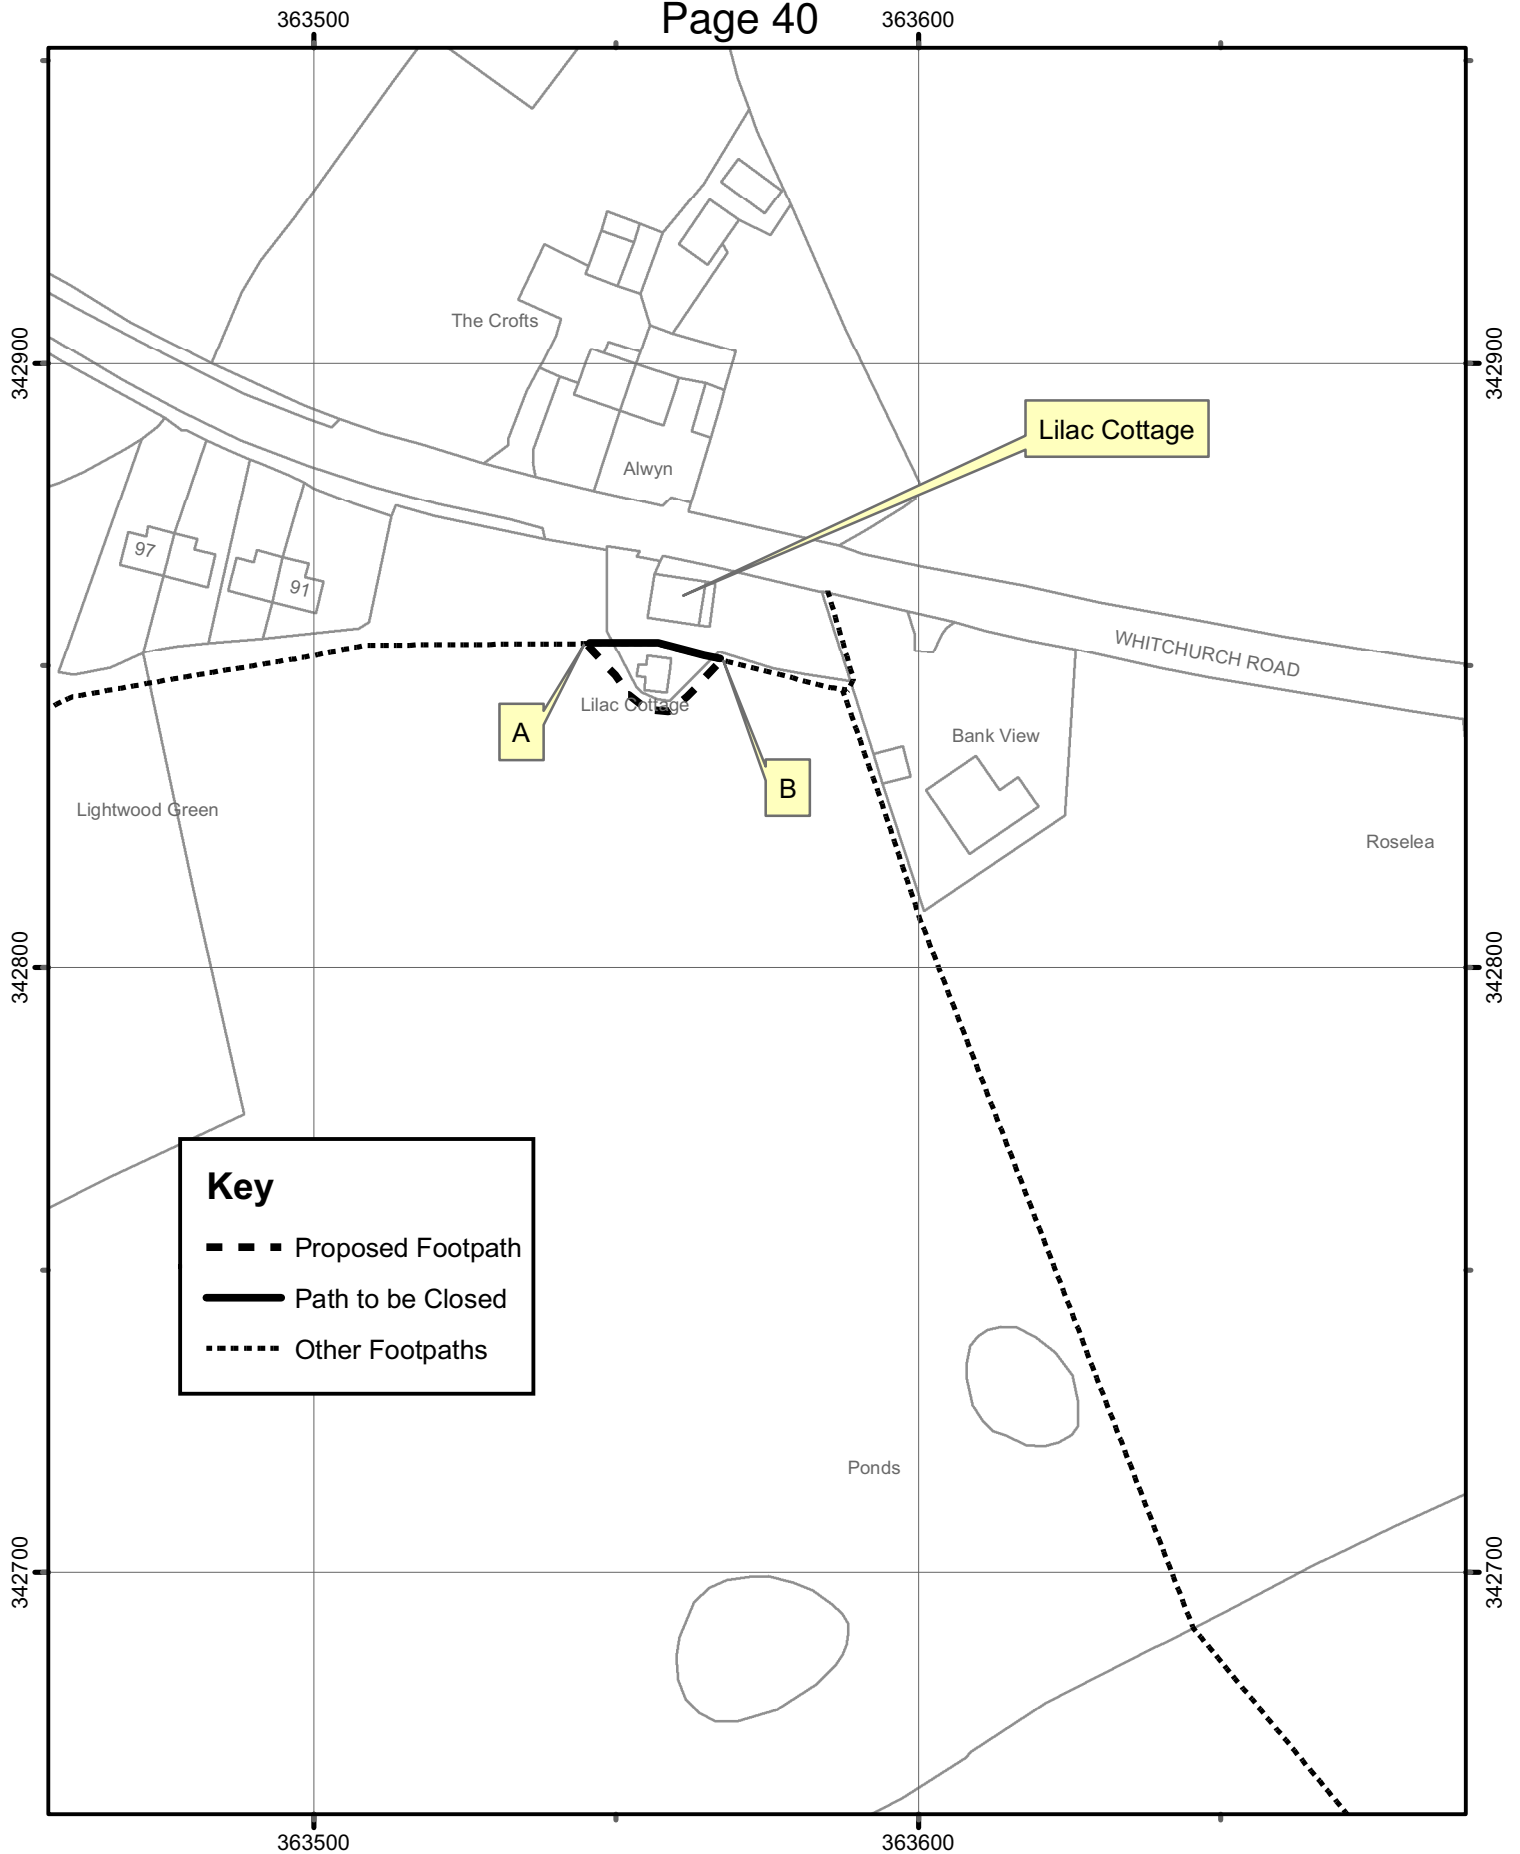 Page 40
363500
363600
342900
342900
The Crofts
Lilac Cottage
Alwyn
97
91
WHITCHURCH ROAD
Lilac Cottage
A
Bank View
B
Lightwood Green
Roselea
342800
342800
Key
Proposed Footpath
Path to be Closed
Other Footpaths
Ponds
342700
342700
363500
363600